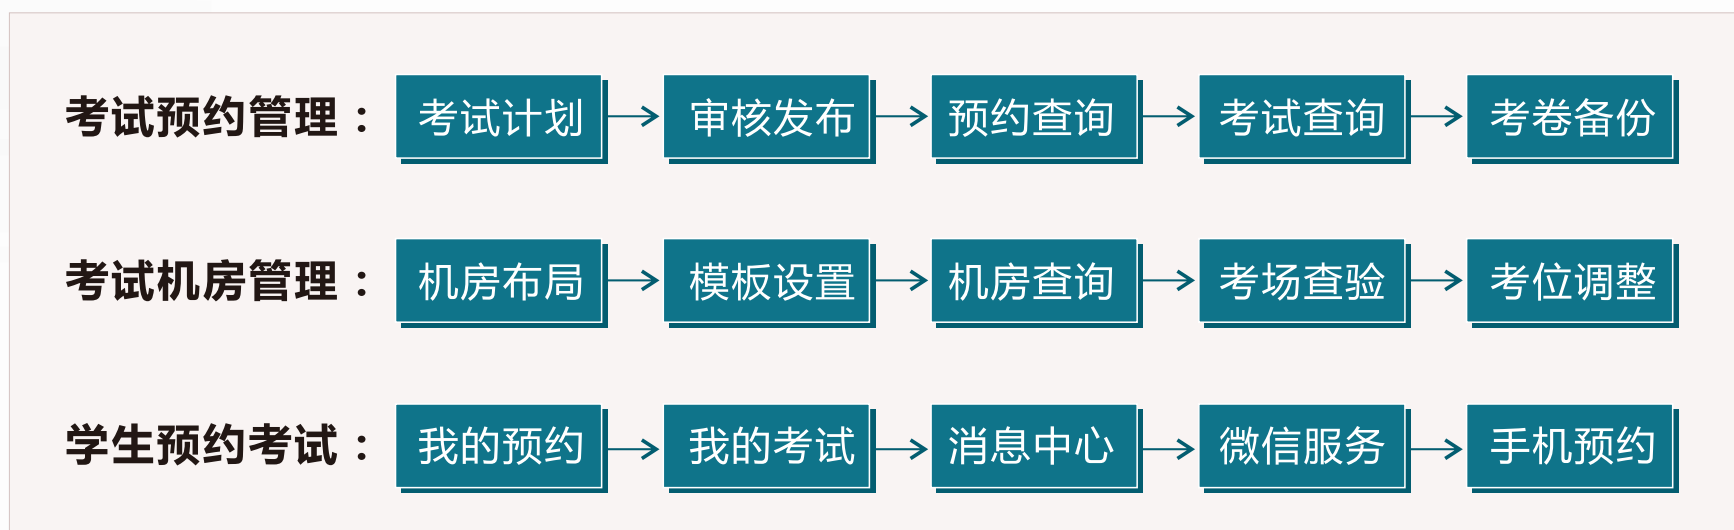 考试预约管理： 考试计划 审核发布 预约查询 考试查询 考卷备份
考试机房管理： 机房布局 模板设置 机房查询 考场查验 考位调整
学生预约考试： 我的预约 我的考试 消息中心 微信服务 手机预约